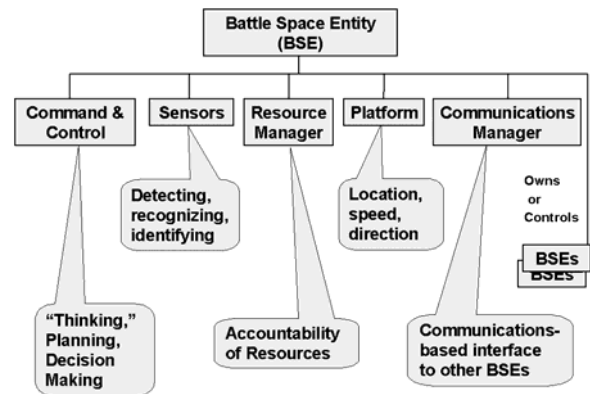 Battle Space Entity
(BSE)
Command &
Control
Sensors
Resource
Manager
Platform
Communications
Manager
Detecting,
recognizing,
identifying
Location,
speed,
direction
Owns
or
Controls
BSEs
BSEs
“Thinking,”
Planning,
Decision
Making
Accountability
of Resources
Communications-
based interface
to other BSEs